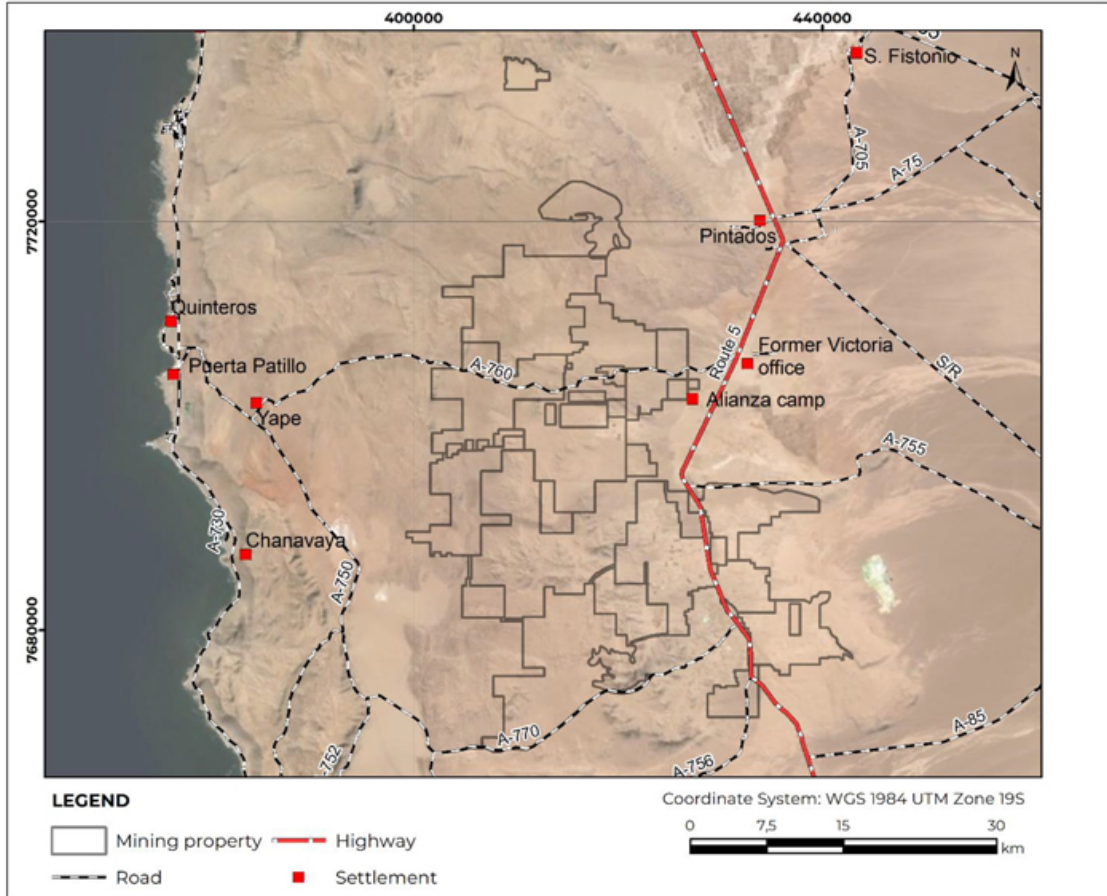 400000
440000
7720000
7680000
S. Fistonio
N
A-705
A-75
Pintados
Quinteros
Puerta Patillo
Yape
A-760
Route 5
Former Victoria
office
Alianza camp
S/R
A-755
A-730
Chanavaya
A-750
A-770
A-752
A-756
A-85
LEGEND
Mining property
Highway
Road
Settlement
Coordinate System: WGS 1984 UTM Zone 19S
0 7,5 15 30
km